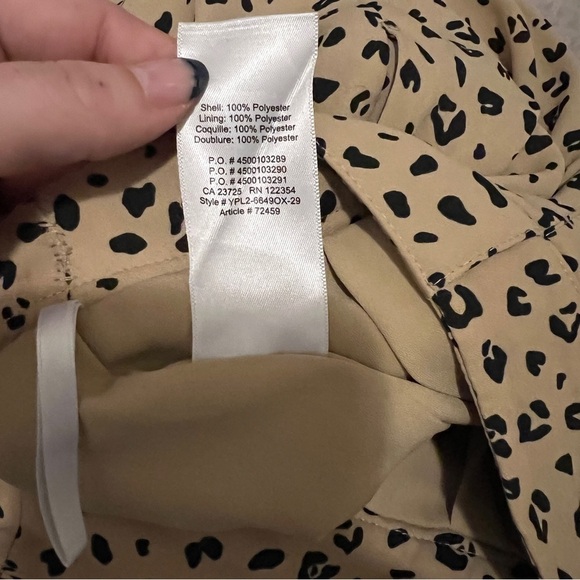 Shell: 100% Polyester
Lining: 100% Polyester
Coquille: 100% Polyester
Doublure: 100% Polyester
P.O. # 4500103289
P.O. # 4500103290
P.O. # 4500103291
CA 23725 RN 122354
Style # YPL2-6649OX-29
Article # 72459